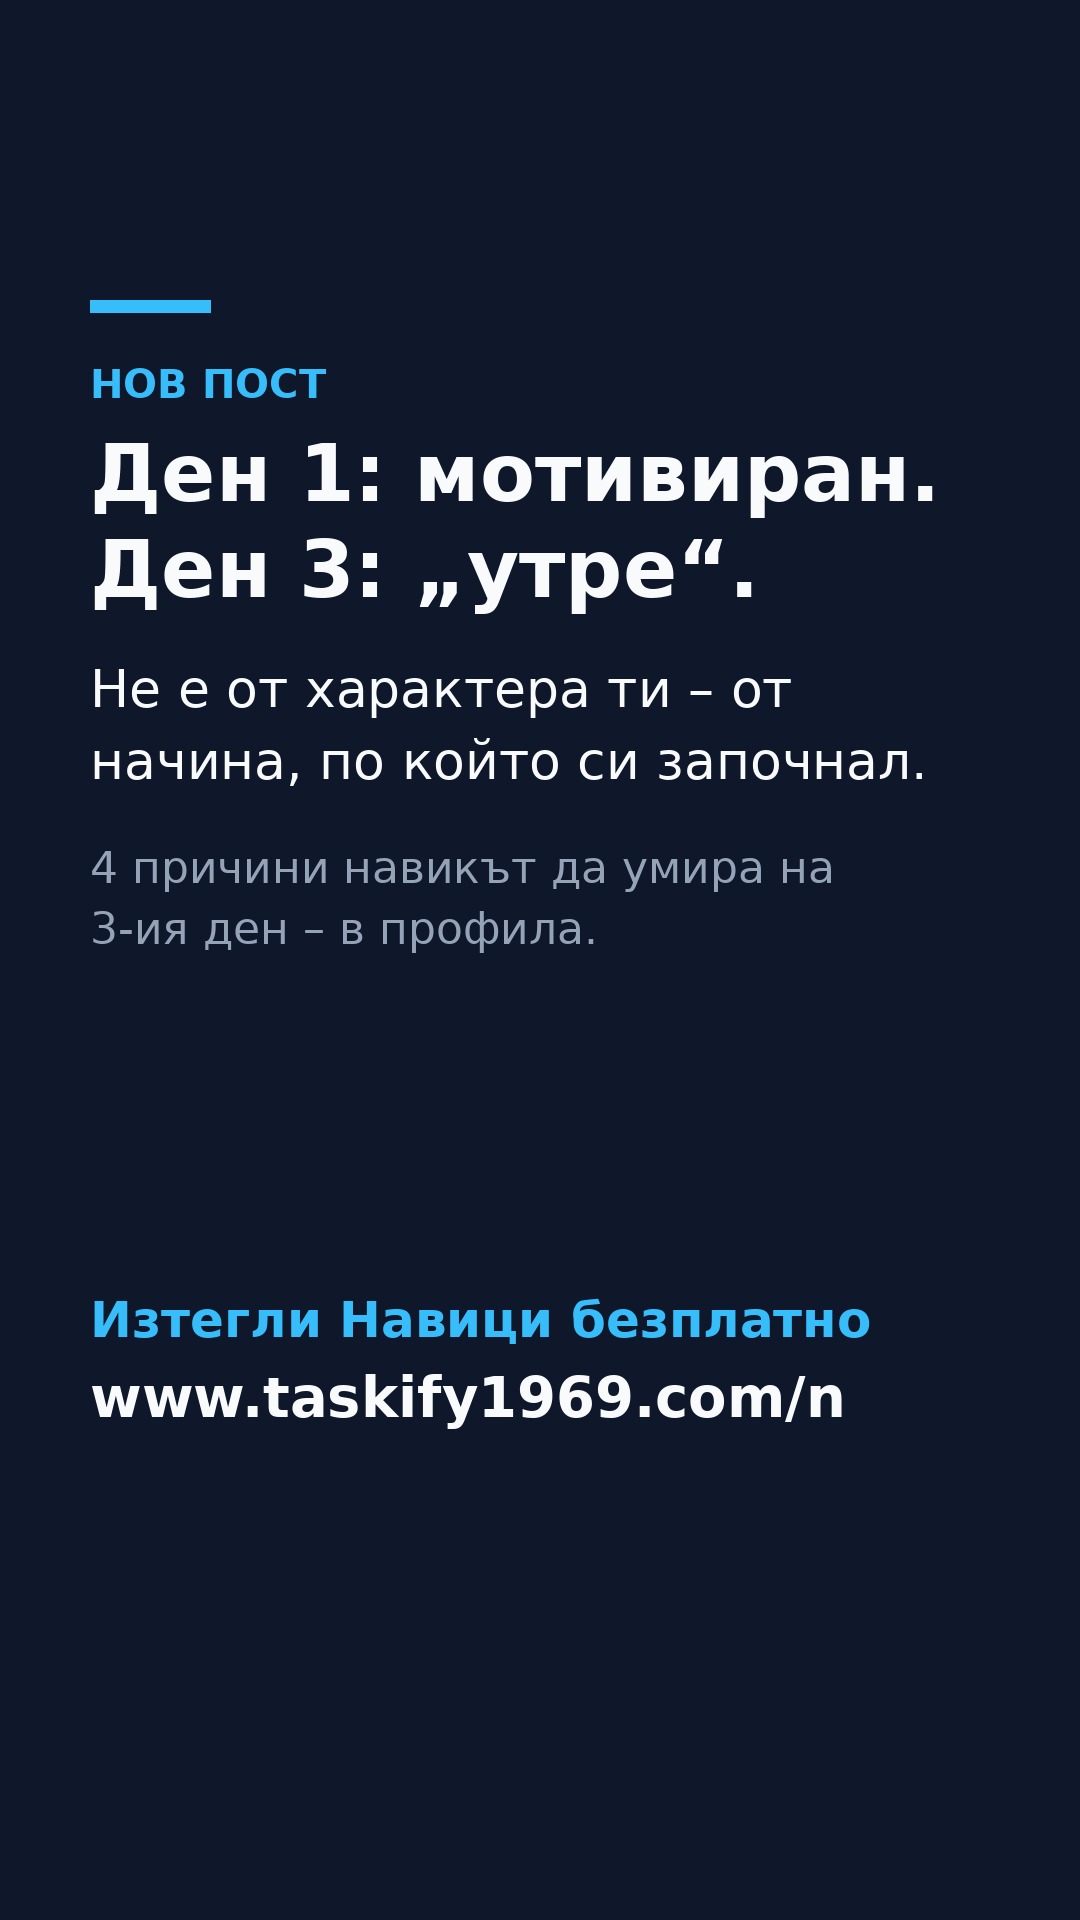 НОВ ПОСТ
Ден 1: мотивиран.
Ден 3: „утре“.
Не е от характера ти – от
начина, по който си започнал.
4 причини навикът да умира на
3-ия ден – в профила.
Изтегли Навици безплатно
www.taskify1969.com/n